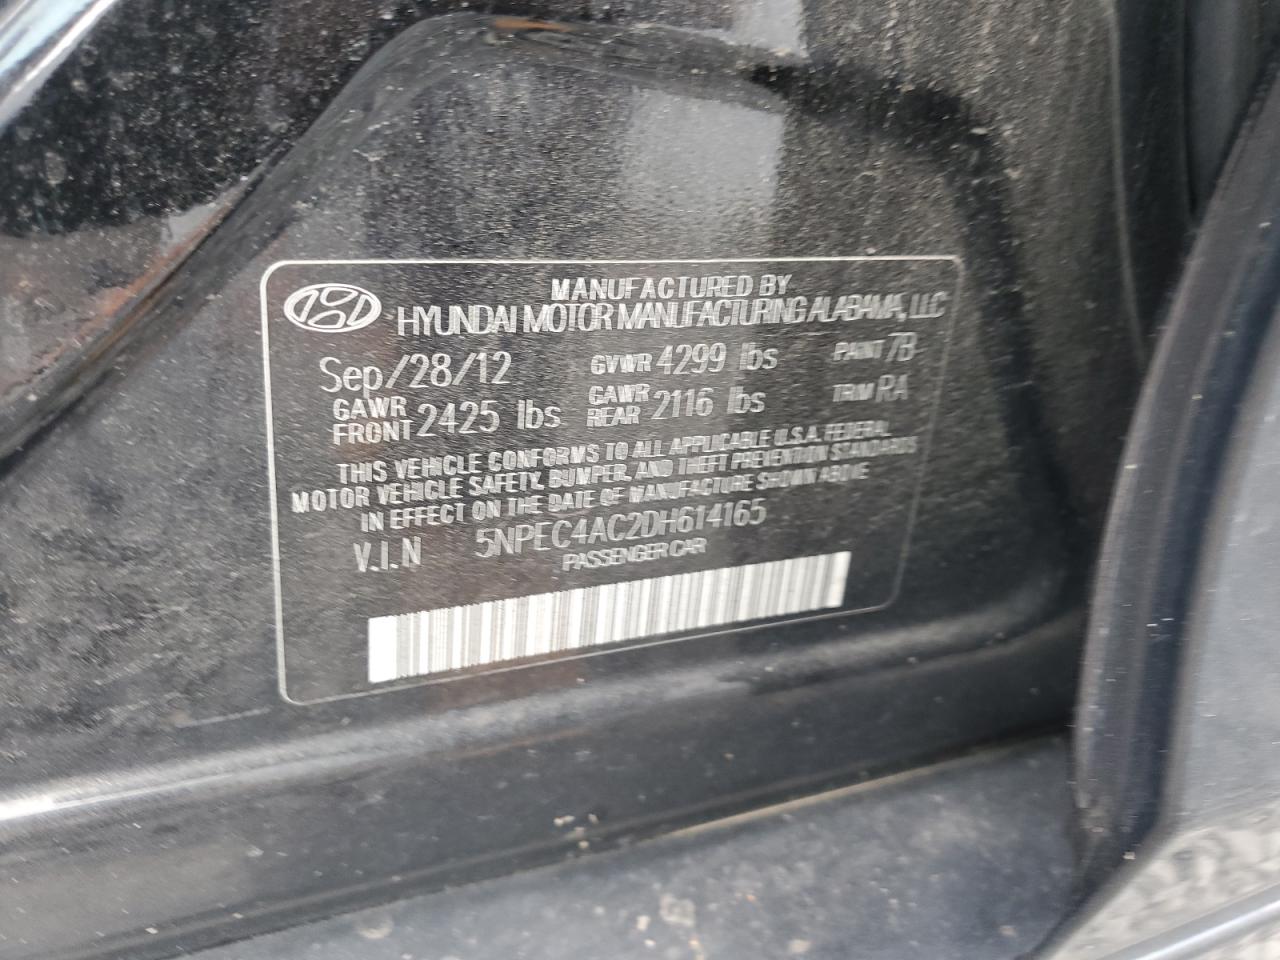 MANUFACTURED BY
HYUNDAI MOTOR MANUFACTURING ALABAMA, LLC
Sep/28/12 GVWR 4299 lbs PAINT 7B
GAWR FRONT 2425 lbs GAWR REAR 2116 lbs TRIM RA
THIS VEHICLE CONFORMS TO ALL APPLICABLE U.S.A. FEDERAL
MOTOR VEHICLE SAFETY, BUMPER, AND THEFT PREVENTION STANDARDS
IN EFFECT ON THE DATE OF MANUFACTURE SHOWN ABOVE
V.I.N 5NPEC4AC2DH614165
PASSENGER CAR